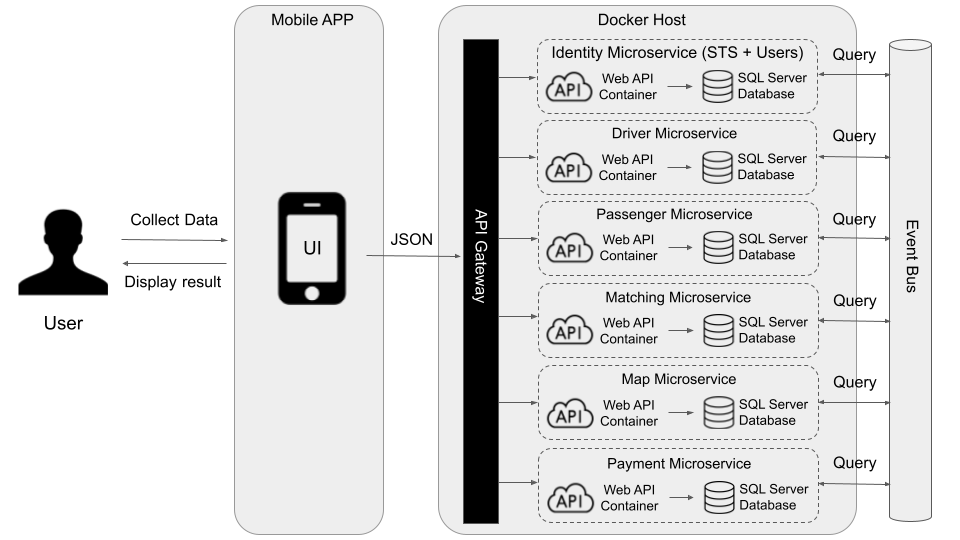 Mobile APP
Docker Host
Collect Data
Display result
User
UI
JSON
API Gateway
Identity Microservice (STS + Users)
API
Web API
Container
SQL Server
Database
Query
Driver Microservice
API
Web API
Container
SQL Server
Database
Query
Passenger Microservice
API
Web API
Container
SQL Server
Database
Query
Matching Microservice
API
Web API
Container
SQL Server
Database
Query
Map Microservice
API
Web API
Container
SQL Server
Database
Query
Payment Microservice
API
Web API
Container
SQL Server
Database
Query
Event Bus